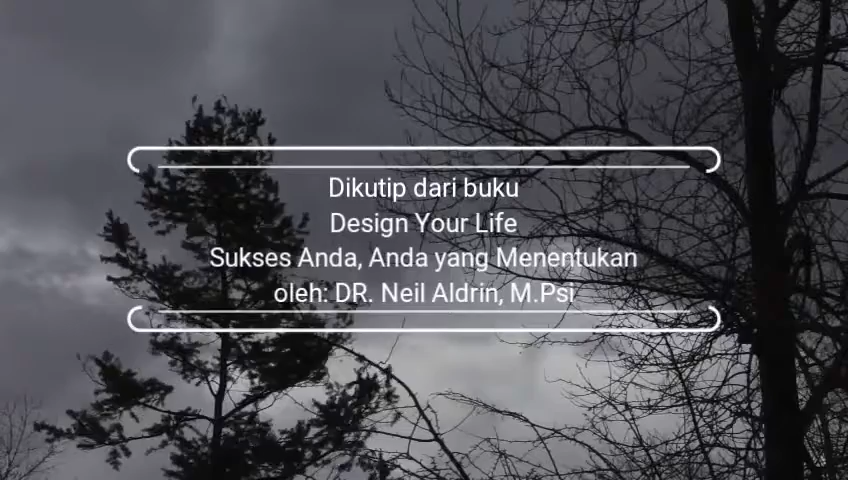 Dikutip dari buku
Design Your Life
Sukses Anda, Anda yang Menentukan
oleh: DR. Neil Aldrin, M.Psi